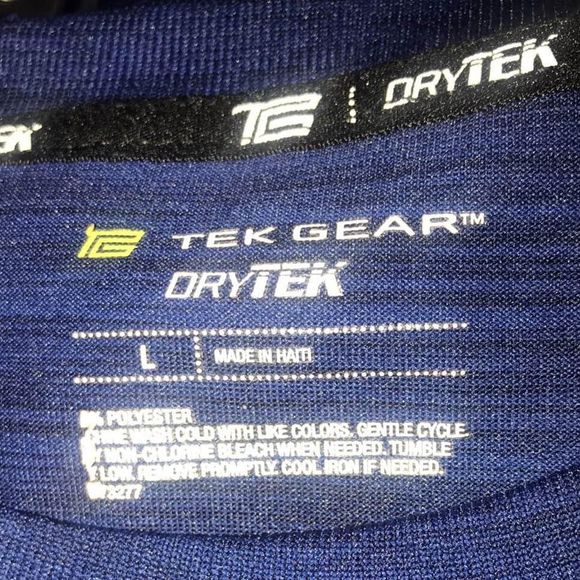 DRYTEK
TEK GEAR™
DRYTEK
L
MADE IN HAITI
% POLYESTER
WASH COLD WITH LIKE COLORS. GENTLE CYCLE.
NON-CHLORINE BLEACH WHEN NEEDED. TUMBLE
LOW. REMOVE PROMPTLY. COOL IRON IF NEEDED.